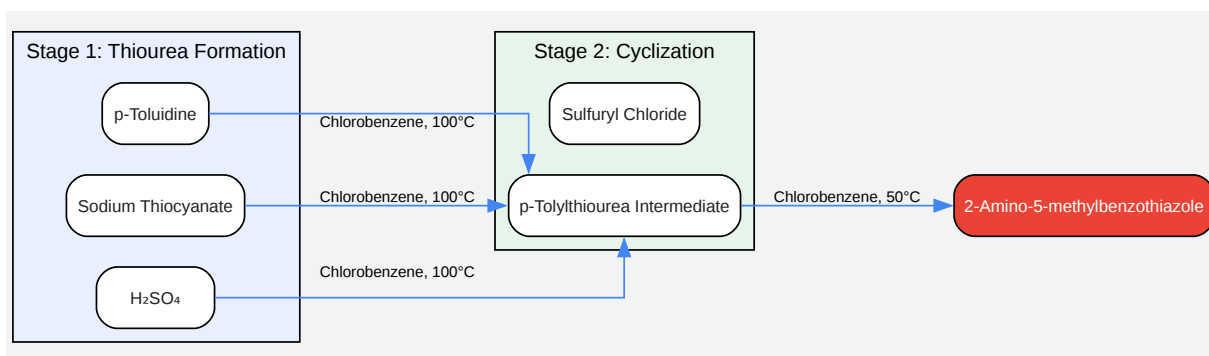 Stage 1: Thiourea Formation
p-Toluidine
Sodium Thiocyanate
H₂SO₄
Chlorobenzene, 100°C
Chlorobenzene, 100°C
Chlorobenzene, 100°C
Stage 2: Cyclization
Sulfuryl Chloride
p-Tolylthiourea Intermediate
Chlorobenzene, 50°C
2-Amino-5-methylbenzothiazole